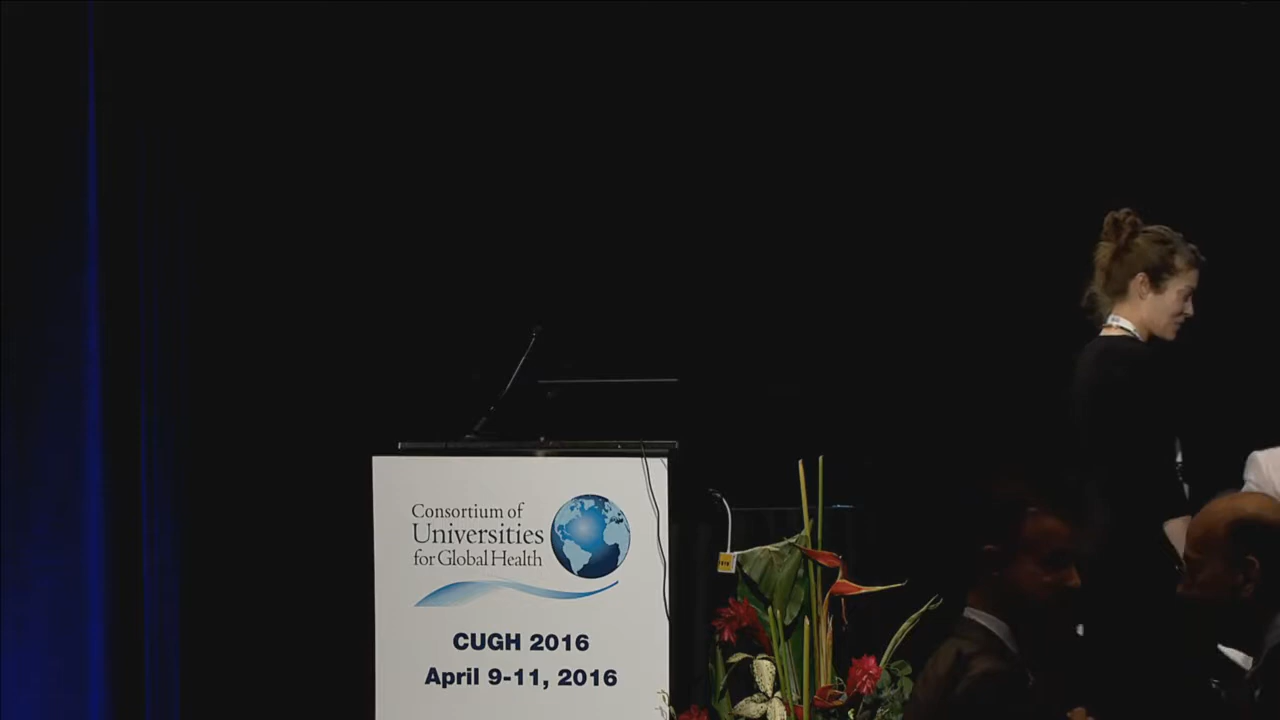 Consortium of
Universities
for Global Health
CUGH 2016
April 9-11, 2016